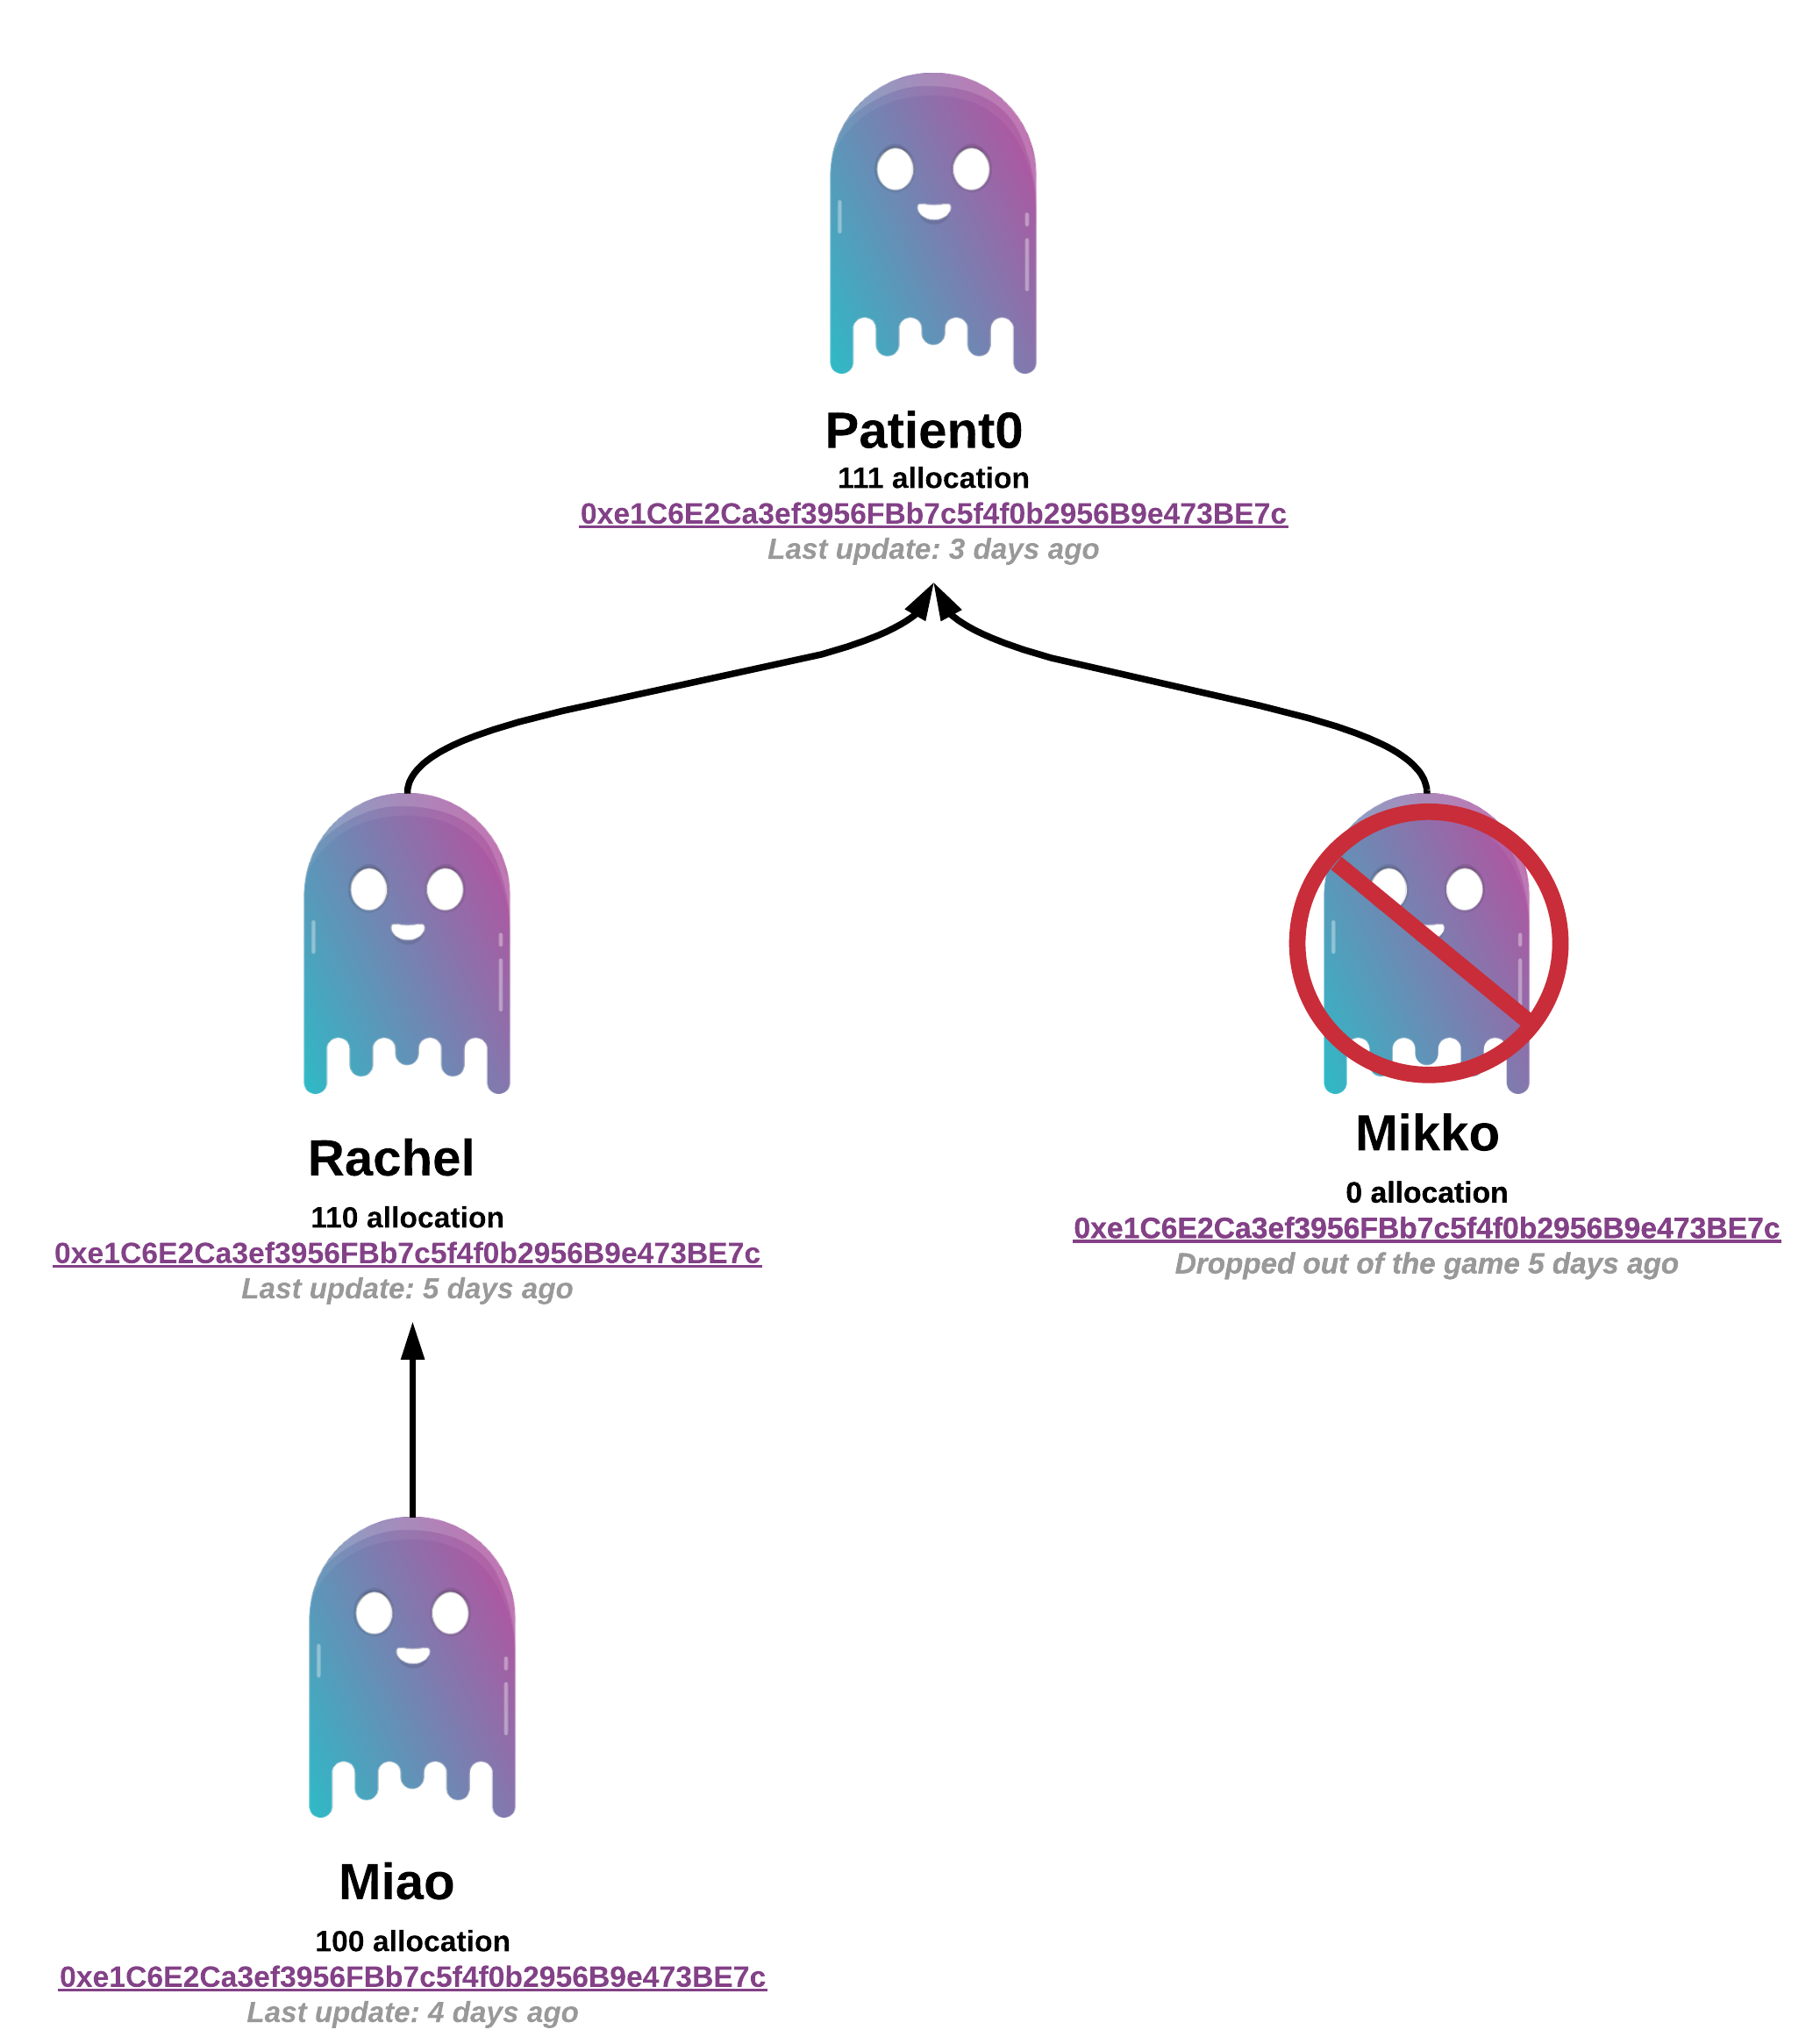 Patient0
111 allocation
0xe1C6E2Ca3ef3956FBb7c5f4f0b2956B9e473BE7c
Last update: 3 days ago
Rachel
110 allocation
0xe1C6E2Ca3ef3956FBb7c5f4f0b2956B9e473BE7c
Last update: 5 days ago
Mikko
0 allocation
0xe1C6E2Ca3ef3956FBb7c5f4f0b2956B9e473BE7c
Dropped out of the game 5 days ago
Miao
100 allocation
0xe1C6E2Ca3ef3956FBb7c5f4f0b2956B9e473BE7c
Last update: 4 days ago